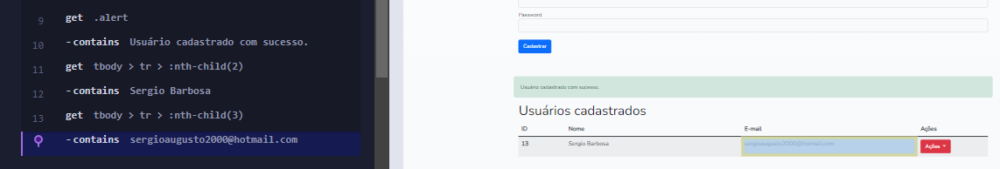 9 get .alert
10 -contains Usuário cadastrado com sucesso.
11 get tbody > tr > :nth-child(2)
12 -contains Sergio Barbosa
13 get tbody > tr > :nth-child(3)
-contains sergioaugusto2000@hotmail.com
Password
Cadastrar
Usuário cadastrado com sucesso.
Usuários cadastrados
ID Nome E-mail Ações
13 Sergio Barbosa sergioaugusto2000@hotmail.com Ações